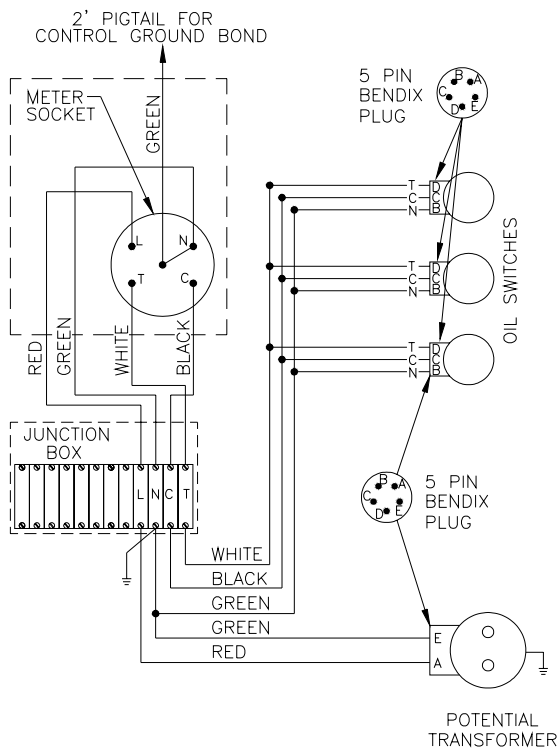 2' PIGTAIL FOR
CONTROL GROUND BOND
METER
SOCKET
GREEN
L
N
T
C
RED
GREEN
WHITE
BLACK
JUNCTION
BOX
L N C T
5 PIN
BENDIX
PLUG
B
A
C
D
E
T D
C C
N B
T D
C C
N B
T D
C C
N B
OIL SWITCHES
5 PIN
BENDIX
PLUG
B
A
C
D
E
WHITE
BLACK
GREEN
GREEN
RED
E
A
POTENTIAL
TRANSFORMER